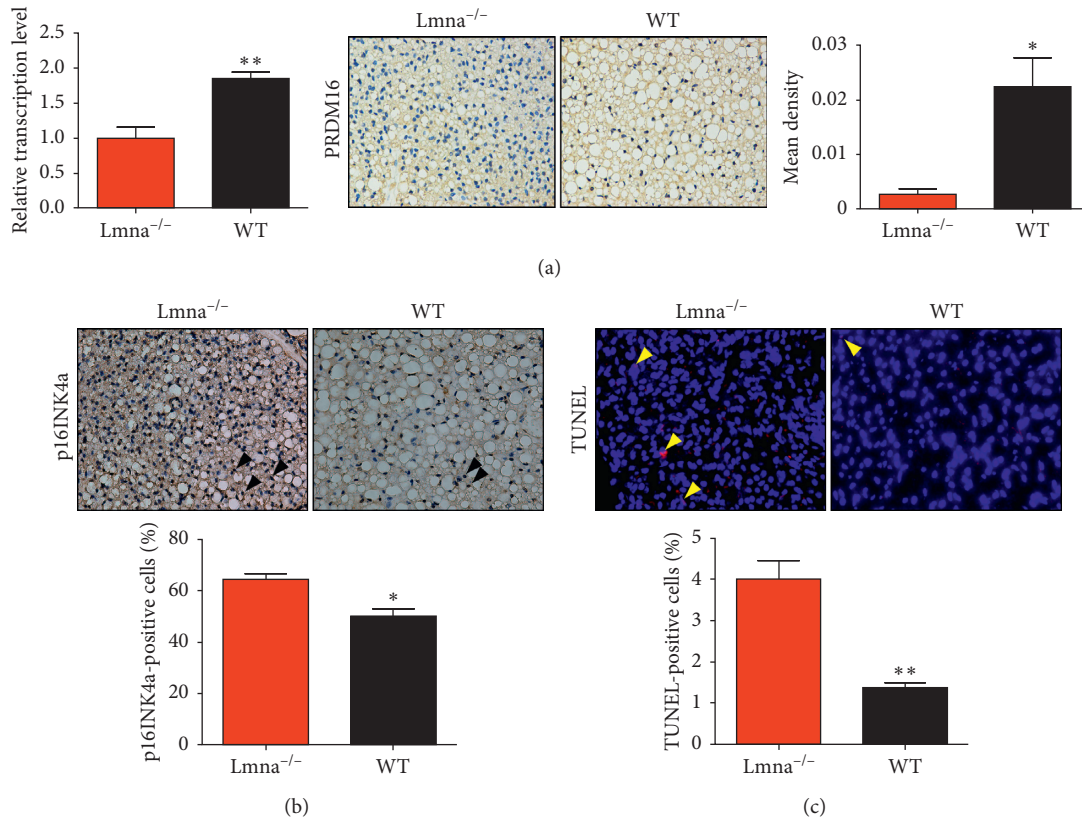 Relative transcription level
2.5
2.0
1.5
1.0
0.5
0.0
**
Lmna−/−
WT
PRDM16
Lmna−/−
WT
Mean density
0.03
0.02
0.01
0
*
Lmna−/−
WT
(a)
p16INK4a
Lmna−/−
WT
p16INK4a-positive cells (%)
80
60
40
20
0
*
Lmna−/−
WT
(b)
TUNEL
Lmna−/−
WT
TUNEL-positive cells (%)
5
4
3
2
1
0
**
Lmna−/−
WT
(c)